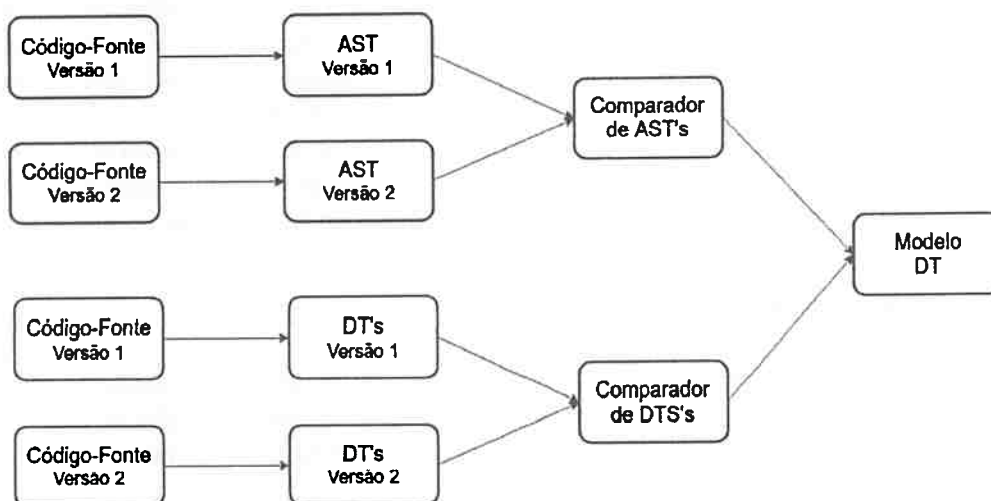 Código-Fonte
Versão 1
AST
Versão 1
Comparador
de AST's
Código-Fonte
Versão 2
AST
Versão 2
Modelo
DT
Código-Fonte
Versão 1
DT's
Versão 1
Comparador
de DTS's
Código-Fonte
Versão 2
DT's
Versão 2